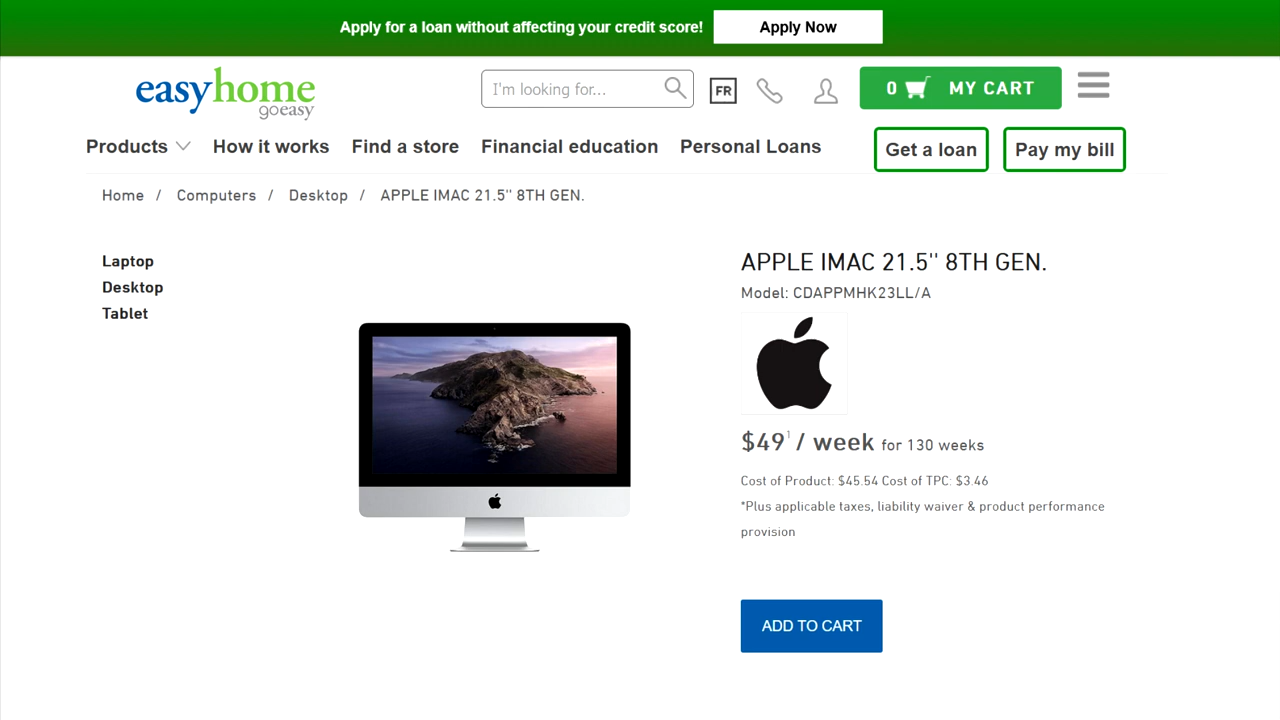 Apply for a loan without affecting your credit score! Apply Now
easyhome
goeasy
I'm looking for...
FR
0 MY CART
Products How it works Find a store Financial education Personal Loans Get a loan Pay my bill
Home / Computers / Desktop / APPLE IMAC 21.5'' 8TH GEN.
Laptop
Desktop
Tablet
APPLE IMAC 21.5'' 8TH GEN.
Model: CDAPPMHK23LL/A
$49¹ / week for 130 weeks
Cost of Product: $45.54 Cost of TPC: $3.46
*Plus applicable taxes, liability waiver & product performance
provision
ADD TO CART